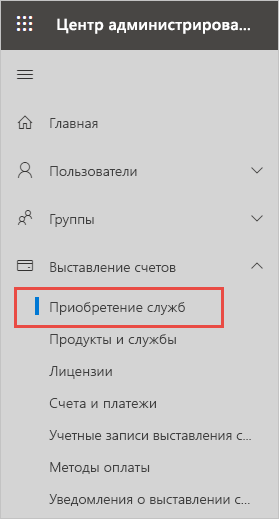 Центр администрирова...
Главная
Пользователи
Группы
Выставление счетов
Приобретение служб
Продукты и службы
Лицензии
Счета и платежи
Учетные записи выставления с...
Методы оплаты
Уведомления о выставлении с...